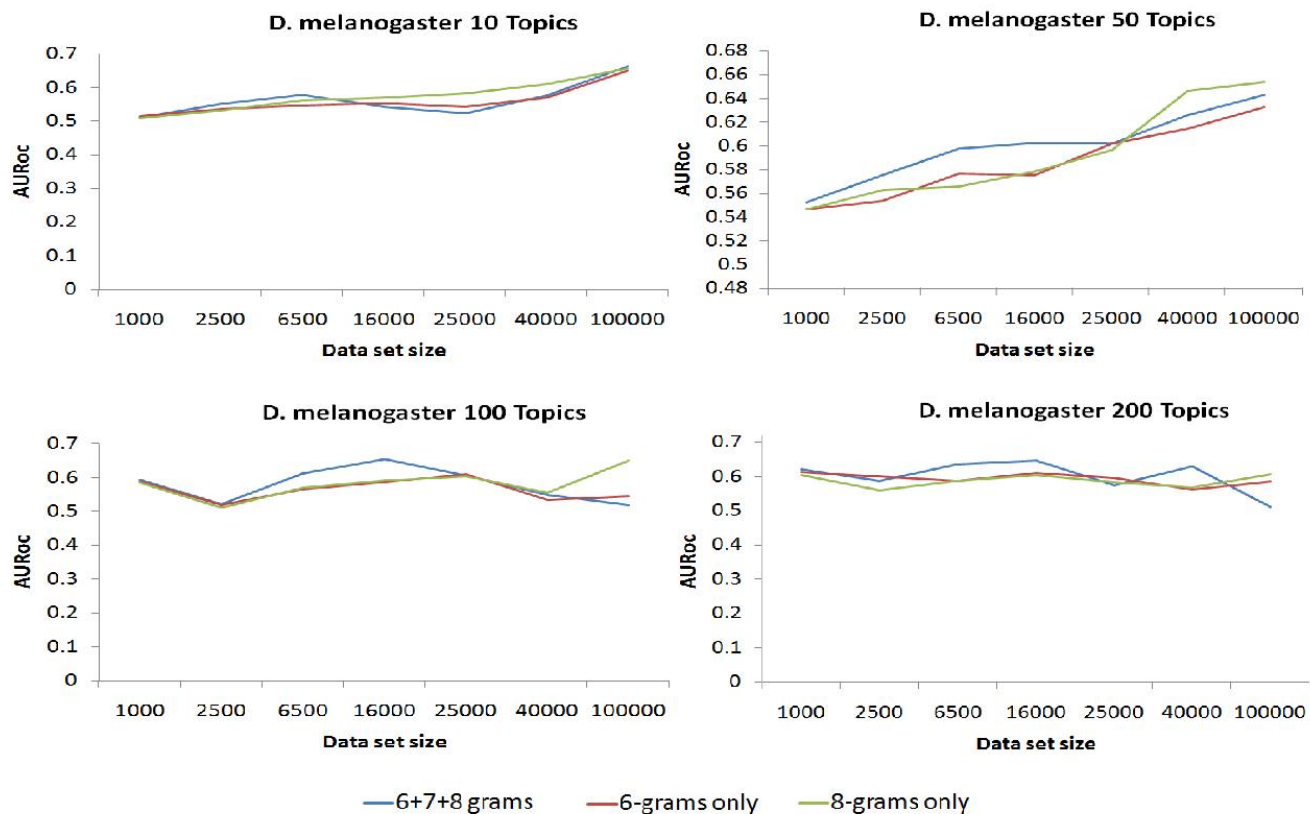 D. melanogaster 10 Topics
AURoc
0.7
0.6
0.5
0.4
0.3
0.2
0.1
0
1000 2500 6500 16000 25000 40000 100000
Data set size
D. melanogaster 50 Topics
AURoc
0.68
0.66
0.64
0.62
0.6
0.58
0.56
0.54
0.52
0.5
0.48
1000 2500 6500 16000 25000 40000 100000
Data set size
D. melanogaster 100 Topics
AURoc
0.7
0.6
0.5
0.4
0.3
0.2
0.1
0
1000 2500 6500 16000 25000 40000 100000
Data set size
D. melanogaster 200 Topics
AURoc
0.7
0.6
0.5
0.4
0.3
0.2
0.1
0
1000 2500 6500 16000 25000 40000 100000
Data set size
6+7+8 grams 6-grams only 8-grams only